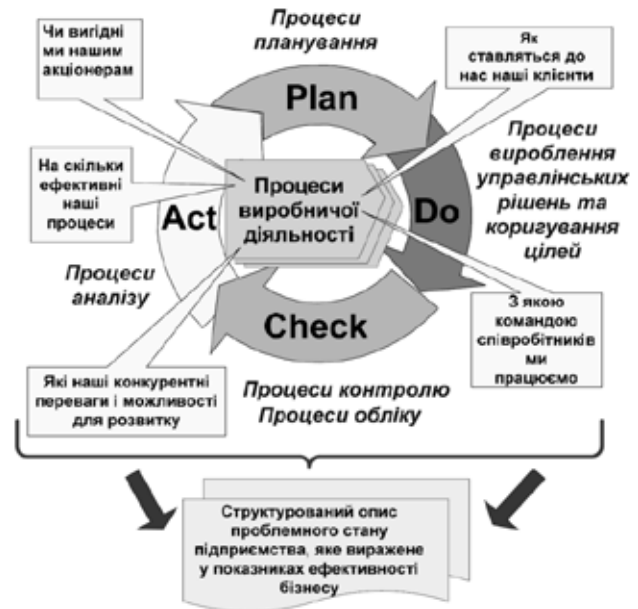 Процеси
планування
Чи вигідні
ми нашим
акціонерам
Як
ставляться до
нас наші клієнти
Plan
На скільки
ефективні
наші
процеси
Процеси
виробничої
діяльності
Act
Do
Процеси
вироблення
управлінських
рішень та
коригування
цілей
Процеси
аналізу
Check
З якою
командою
співробітників
ми
працюємо
Які наші конкурентні
переваги і можливості
для розвитку
Процеси контролю
Процеси обліку
Структурований опис
проблемного стану
підприємства, яке виражене
у показниках ефективності
бізнесу